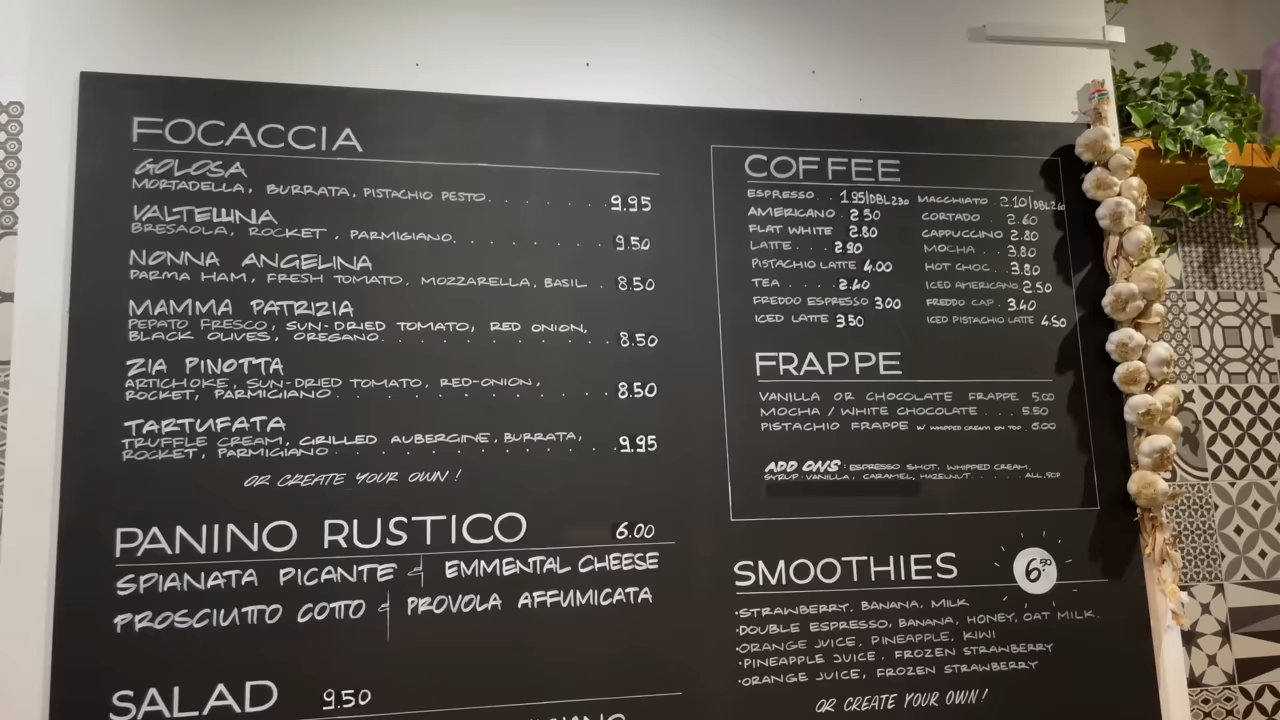 FOCACCIA
GOLOSA
MORTADELLA, BURRATA, PISTACHIO PESTO. . . . . . . 9.95
VALTELLINA
BRESAOLA, ROCKET, PARMIGIANO. . . . . . . . . 9.50
NONNA ANGELINA
PARMA HAM, FRESH TOMATO, MOZZARELLA, BASIL . 8.50
MAMMA PATRIZIA
PEPATO FRESCO, SUN-DRIED TOMATO, RED ONION,
BLACK OLIVES, OREGANO. . . . . . . . . . . . 8.50
ZIA PINOTTA
ARTICHOKE, SUN-DRIED TOMATO, RED-ONION,
ROCKET, PARMIGIANO . . . . . . . . . . . . 8.50
TARTUFATA
TRUFFLE CREAM, GRILLED AUBERGINE, BURRATA,
ROCKET, PARMIGIANO . . . . . . . . . . . . 9.95
OR CREATE YOUR OWN!
PANINO RUSTICO 6.00
SPIANATA PICANTE & EMMENTAL CHEESE
PROSCIUTTO COTTO & PROVOLA AFFUMICATA
SALAD 9.50
COFFEE
ESPRESSO . . 1.95/DBL 2.30 MACCHIATO . 2.10/DBL 2.60
AMERICANO . . 2.50 CORTADO . . 2.60
FLAT WHITE . 2.80 CAPPUCCINO 2.80
LATTE . . . . 2.90 MOCHA . . . 3.80
PISTACHIO LATTE 4.00 HOT CHOC . . 3.80
TEA . . . . . 2.40 ICED AMERICANO. 2.50
FREDDO ESPRESSO 3.00 FREDDO CAP . 3.40
ICED LATTE 3.50 ICED PISTACHIO LATTE 4.50
FRAPPE
VANILLA OR CHOCOLATE FRAPPE 5.00
MOCHA / WHITE CHOCOLATE . . . 5.50
PISTACHIO FRAPPE W WHIPPED CREAM ON TOP . 6.00
ADD ONS: ESPRESSO SHOT, WHIPPED CREAM,
SYRUP: VANILLA, CARAMEL, HAZELNUT. . . . . . ALL .50P
SMOOTHIES 6.50
•STRAWBERRY, BANANA, MILK
•DOUBLE ESPRESSO, BANANA, HONEY, OAT MILK.
•ORANGE JUICE, PINEAPPLE, KIWI
•PINEAPPLE JUICE, FROZEN STRAWBERRY
•ORANGE JUICE, FROZEN STRAWBERRY
OR CREATE YOUR OWN!